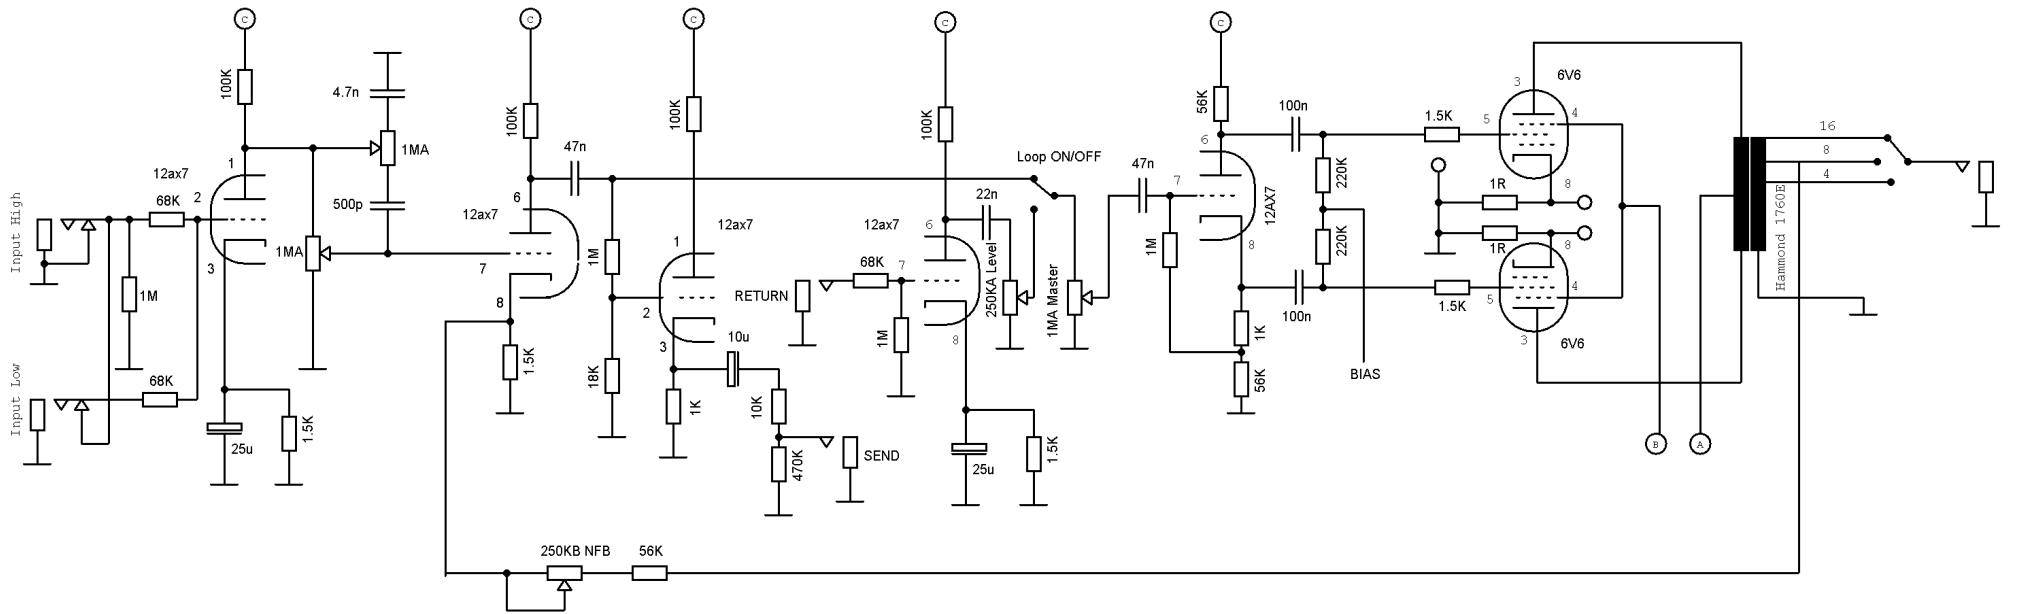 C
C
C
C
C
100K
4.7n
1MA
12ax7
1
2
3
68K
500p
1MA
Input High
1M
Input Low
68K
25u
1.5K
100K
47n
6
12ax7
7
8
1.5K
1M
18K
100K
12ax7
1
2
3
10u
1K
10K
470K
SEND
RETURN
68K
1M
100K
12ax7
6
7
8
22n
250KA Level
25u
1.5K
Loop ON/OFF
1MA Master
47n
1M
56K
6
7
8
12AX7
1K
56K
100n
100n
220K
220K
BIAS
1.5K
1.5K
3
6V6
4
5
8
1R
1R
8
4
5
3
6V6
B
A
Hammond 1760E
16
8
4
250KB NFB
56K